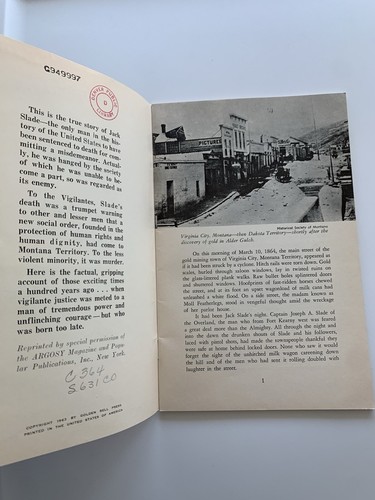 C949997
DENVER PUBLIC
D
LIBRARY
This is the true story of Jack
Slade—the only man in the his-
tory of the United States to have
been sentenced to death for com-
mitting a misdemeanor. Actual-
ly, he was hanged by the society
of which he was unable to be-
come a part, so was regarded as
its enemy.
To the Vigilantes, Slade's
death was a trumpet warning
to other and lesser men that a
new social order, founded in the
protection of human rights and
human dignity, had come to
Montana Territory. To the less
violent minority, it was murder.
Here is the factual, gripping
account of those exciting times
a hundred years ago . . . when
vigilante justice was meted to a
man of tremendous power and
unflinching courage—but who
was born too late.
Reprinted by special permission of
the ARGOSY Magazine and Popu-
lar Publications, Inc., New York.
C364
S631co
COPYRIGHT 1963 BY GOLDEN BELL PRESS
PRINTED IN THE UNITED STATES OF AMERICA
PICTURES
Historical Society of Montana
Virginia City, Montana—then Dakota Territory—shortly after the
discovery of gold in Alder Gulch.
On this morning of March 10, 1864, the main street of the
gold mining town of Virginia City, Montana Territory, appeared as
if it had been struck by a cyclone. Hitch rails were torn down. Gold
scales, burled through saloon windows, lay in twisted ruins on
the glass-littered plank walks. Raw bullet holes splintered doors
and shuttered windows. Hoofprints of fast-ridden horses chewed
the street, and at its foot an upset wagonload of milk cans had
unleashed a white flood. On a side street, the madam known as
Moll Featherlegs, stood in vengeful thought amid the wreckage
of her parlor house.
It had been Jack Slade's night. Captain Joseph A. Slade of
the Overland, the man who from Fort Kearny west was feared
a great deal more than the Almighty. All through the night and
into the dawn the drunken shouts of Slade and his followers,
laced with pistol shots, had made the townspeople thankful they
were safe at home behind locked doors. None who saw it would
forget the sight of the unhitched milk wagon careening down
the hill and of the men who had sent it rolling doubled with
laughter in the street.
1